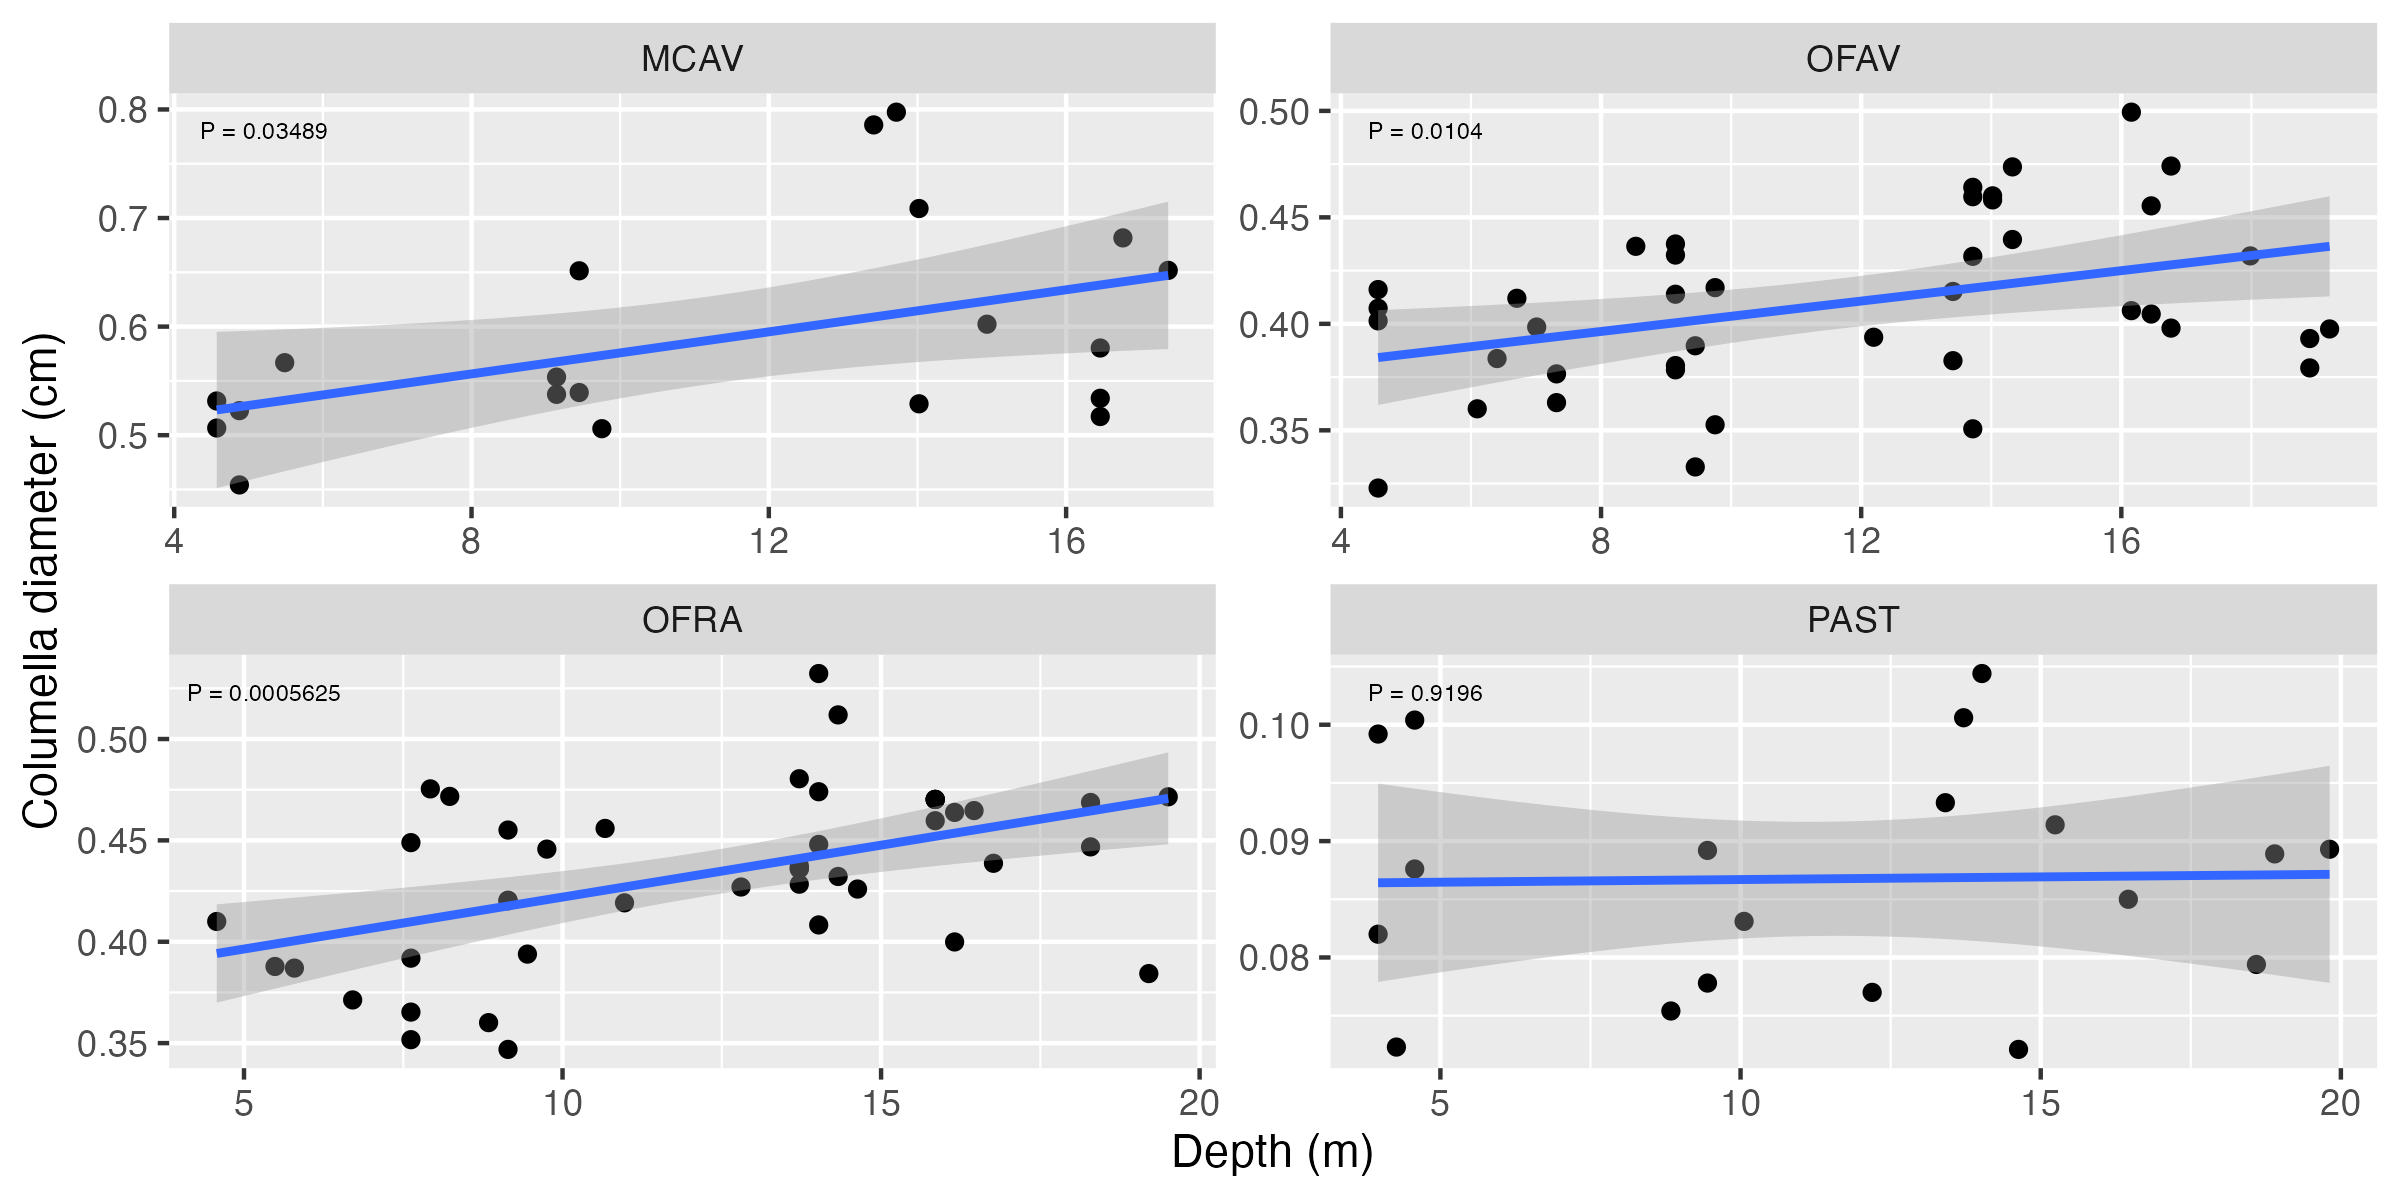 MCAV
OFAV
P = 0.03489
P = 0.0104
0.8
0.7
0.6
0.5
0.50
0.45
0.40
0.35
4 8 12 16
4 8 12 16
OFRA
PAST
P = 0.0005625
P = 0.9196
0.50
0.45
0.40
0.35
0.10
0.09
0.08
5 10 15 20
5 10 15 20
Columella diameter (cm)
Depth (m)